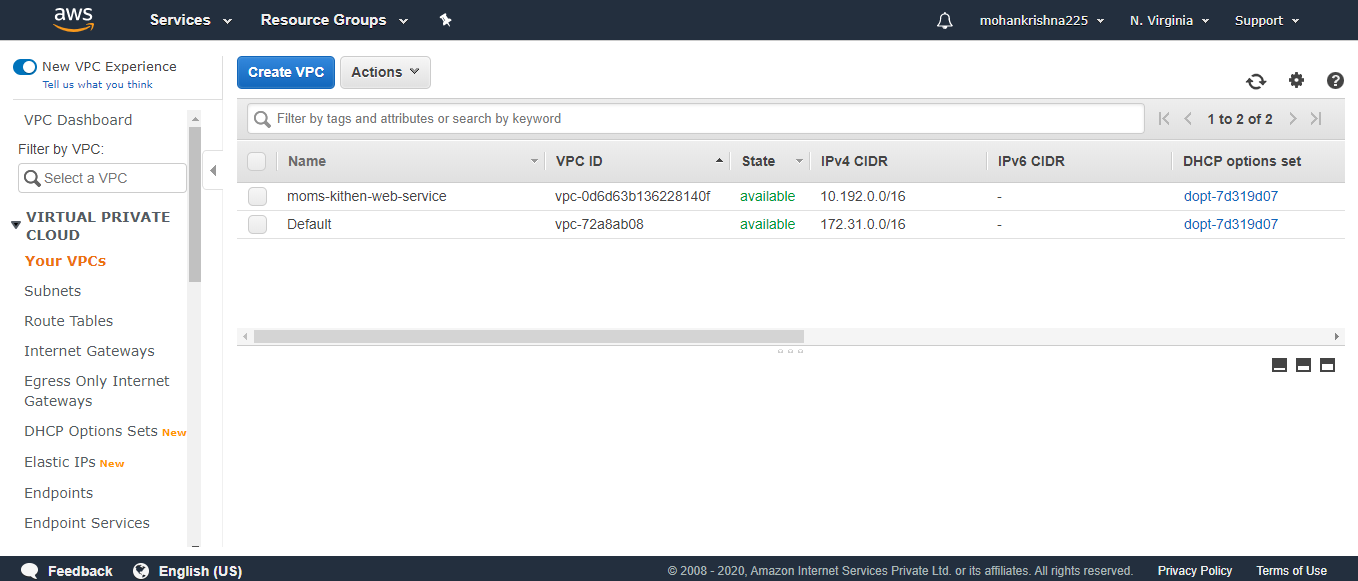 aws Services Resource Groups mohankrishna225 N. Virginia Support
New VPC Experience
Tell us what you think
VPC Dashboard
Filter by VPC:
Select a VPC
VIRTUAL PRIVATE
CLOUD
Your VPCs
Subnets
Route Tables
Internet Gateways
Egress Only Internet
Gateways
DHCP Options Sets New
Elastic IPs New
Endpoints
Endpoint Services
Create VPC Actions
Filter by tags and attributes or search by keyword 1 to 2 of 2
Name VPC ID State IPv4 CIDR IPv6 CIDR DHCP options set
moms-kithen-web-service vpc-0d6d63b136228140f available 10.192.0.0/16 - dopt-7d319d07
Default vpc-72a8ab08 available 172.31.0.0/16 - dopt-7d319d07
Feedback English (US) © 2008 - 2020, Amazon Internet Services Private Ltd. or its affiliates. All rights reserved. Privacy Policy Terms of Use